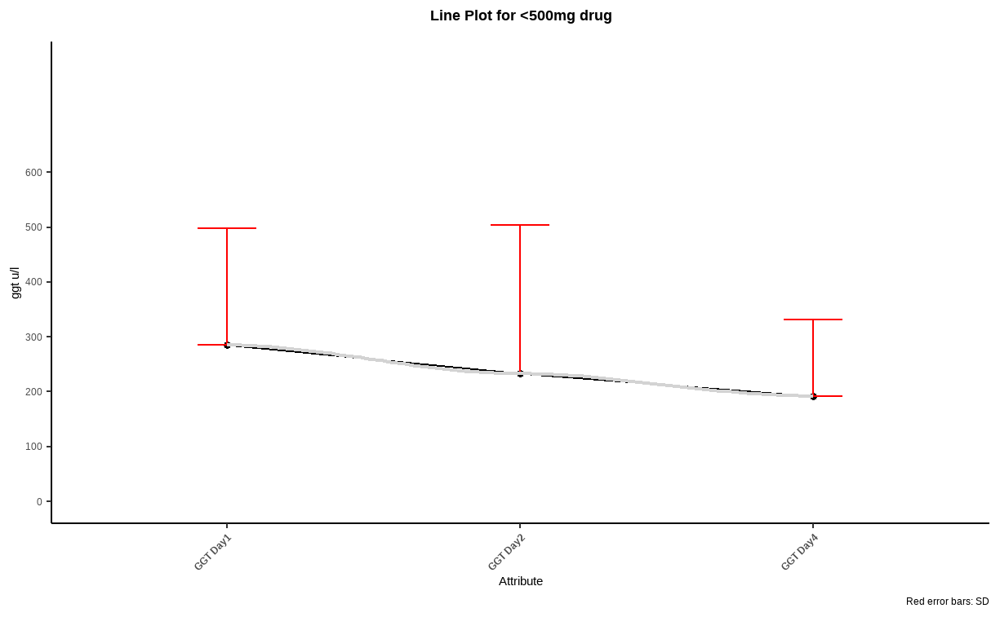 Line Plot for <500mg drug
600
500
400
300
200
100
0
ggt u/l
GGT Day1
GGT Day2
GGT Day4
Attribute
Red error bars: SD